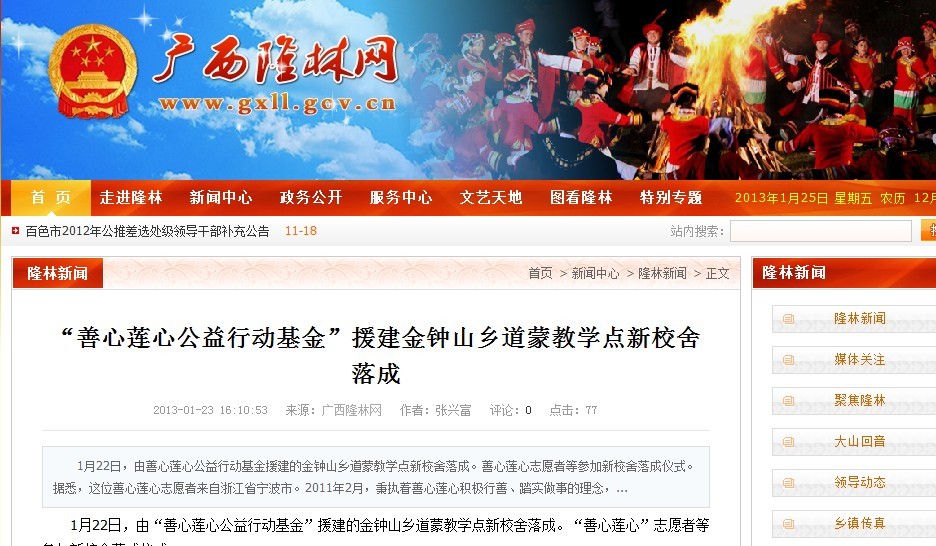 广西隆林网
www.gxll.gov.cn
首 页 走进隆林 新闻中心 政务公开 服务中心 文艺天地 图看隆林 特别专题 2013年1月25日 星期五 农历 12月
百色市2012年公推差选处级领导干部补充公告 11-18 站内搜索:
隆林新闻 首页 > 新闻中心 > 隆林新闻 > 正文
“善心莲心公益行动基金”援建金钟山乡道蒙教学点新校舍
落成
2013-01-23 16:10:53 来源: 广西隆林网 作者: 张兴富 评论: 0 点击: 77
1月22日，由善心莲心公益行动基金援建的金钟山乡道蒙教学点新校舍落成。善心莲心志愿者等参加新校舍落成仪式。
据悉，这位善心莲心志愿者来自浙江省宁波市。2011年2月，秉执着善心莲心积极行善、踏实做事的理念，...
1月22日，由“善心莲心公益行动基金”援建的金钟山乡道蒙教学点新校舍落成。“善心莲心”志愿者等
隆林新闻
隆林新闻
媒体关注
聚焦隆林
大山回音
领导动态
乡镇传真